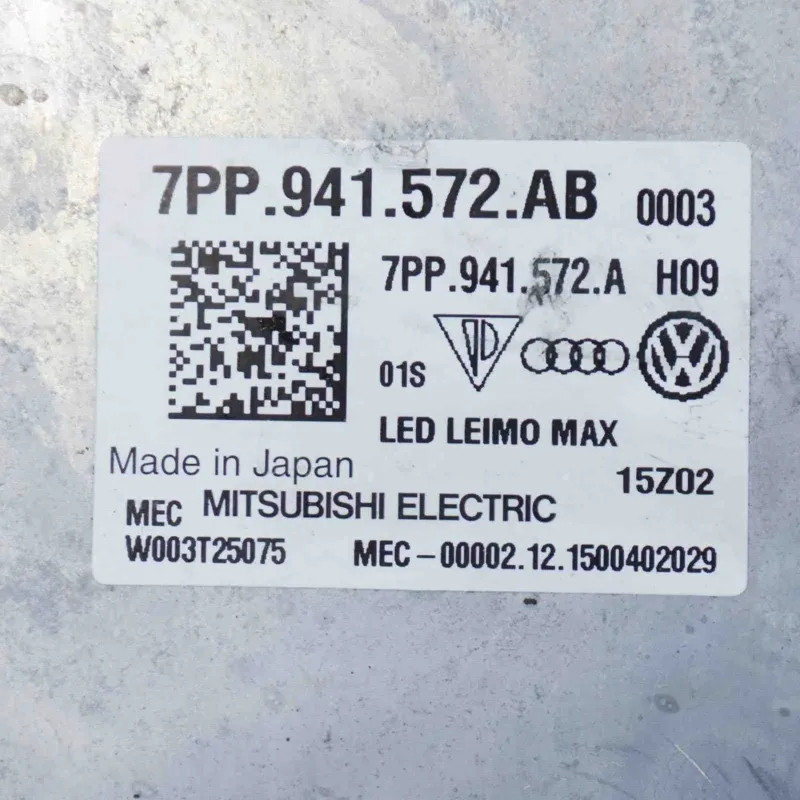 7PP.941.572.AB 0003
7PP.941.572.A H09
01S
LED LEIMO MAX
Made in Japan 15Z02
MEC MITSUBISHI ELECTRIC
W003T25075 MEC-00002.12.1500402029